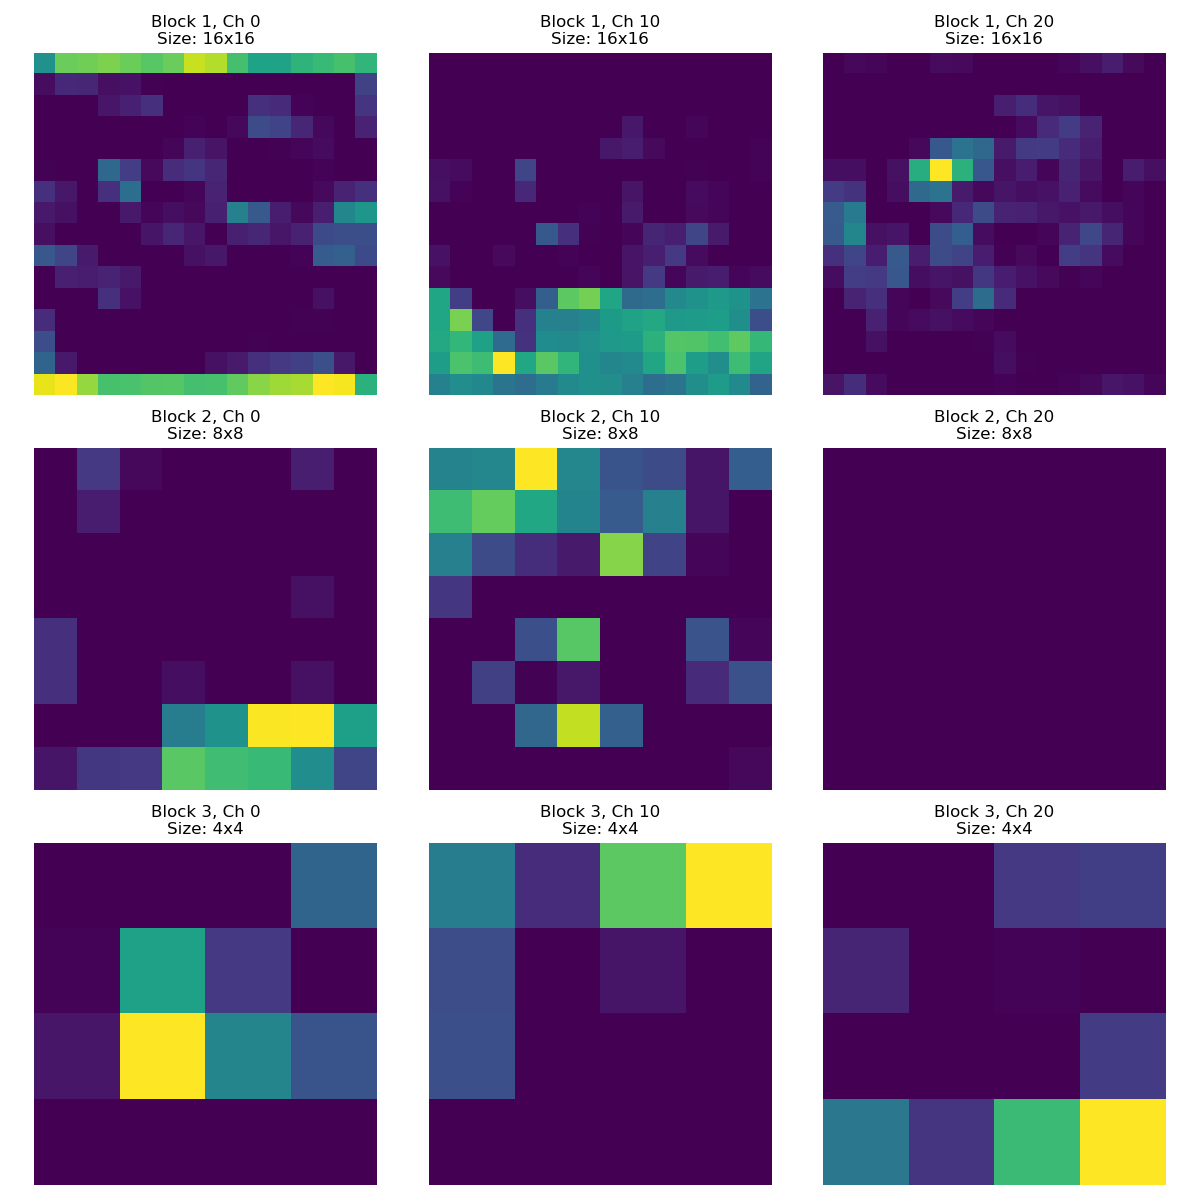 Block 1, Ch 0
Size: 16x16
Block 1, Ch 10
Size: 16x16
Block 1, Ch 20
Size: 16x16
Block 2, Ch 0
Size: 8x8
Block 2, Ch 10
Size: 8x8
Block 2, Ch 20
Size: 8x8
Block 3, Ch 0
Size: 4x4
Block 3, Ch 10
Size: 4x4
Block 3, Ch 20
Size: 4x4